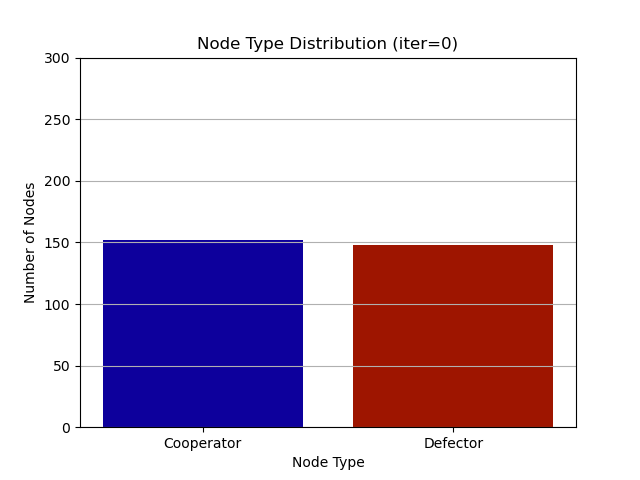 Node Type Distribution (iter=0)
300
250
200
150
100
50
0
Number of Nodes
Cooperator
Defector
Node Type